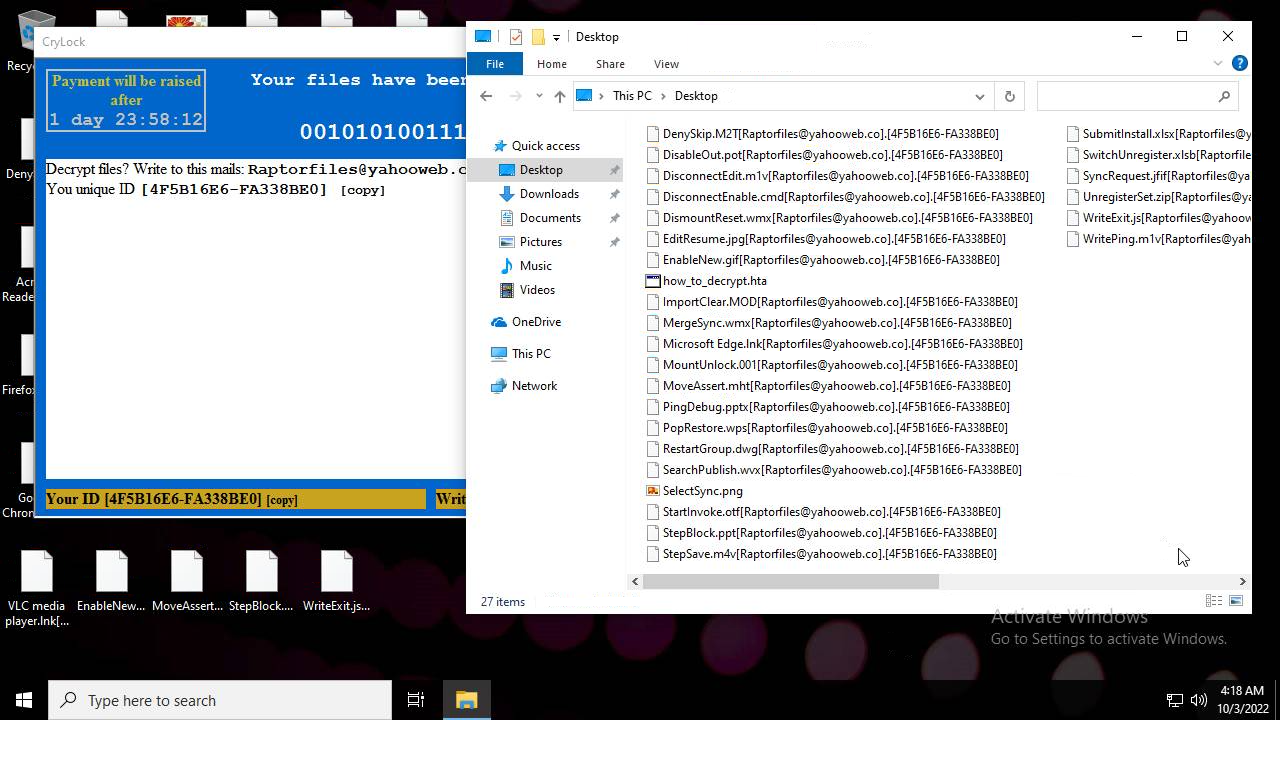 CryLock
Payment will be raised
after
1 day 23:58:12
Your files have been
001010100111
Decrypt files? Write to this mails: Raptorfiles@yahooweb.c
You unique ID [4F5B16E6-FA338BE0] [copy]
Your ID [4F5B16E6-FA338BE0] [copy]
Writ
Desktop
File Home Share View
This PC > Desktop
Quick access
Desktop
Downloads
Documents
Pictures
Music
Videos
OneDrive
This PC
Network
DenySkip.M2T[Raptorfiles@yahooweb.co].[4F5B16E6-FA338BE0]
DisableOut.pot[Raptorfiles@yahooweb.co].[4F5B16E6-FA338BE0]
DisconnectEdit.m1v[Raptorfiles@yahooweb.co].[4F5B16E6-FA338BE0]
DisconnectEnable.cmd[Raptorfiles@yahooweb.co].[4F5B16E6-FA338BE0]
DismountReset.wmx[Raptorfiles@yahooweb.co].[4F5B16E6-FA338BE0]
EditResume.jpg[Raptorfiles@yahooweb.co].[4F5B16E6-FA338BE0]
EnableNew.gif[Raptorfiles@yahooweb.co].[4F5B16E6-FA338BE0]
how_to_decrypt.hta
ImportClear.MOD[Raptorfiles@yahooweb.co].[4F5B16E6-FA338BE0]
MergeSync.wmx[Raptorfiles@yahooweb.co].[4F5B16E6-FA338BE0]
Microsoft Edge.lnk[Raptorfiles@yahooweb.co].[4F5B16E6-FA338BE0]
MountUnlock.001[Raptorfiles@yahooweb.co].[4F5B16E6-FA338BE0]
MoveAssert.mht[Raptorfiles@yahooweb.co].[4F5B16E6-FA338BE0]
PingDebug.pptx[Raptorfiles@yahooweb.co].[4F5B16E6-FA338BE0]
PopRestore.wps[Raptorfiles@yahooweb.co].[4F5B16E6-FA338BE0]
RestartGroup.dwg[Raptorfiles@yahooweb.co].[4F5B16E6-FA338BE0]
SearchPublish.wvx[Raptorfiles@yahooweb.co].[4F5B16E6-FA338BE0]
SelectSync.png
StartInvoke.otf[Raptorfiles@yahooweb.co].[4F5B16E6-FA338BE0]
StepBlock.ppt[Raptorfiles@yahooweb.co].[4F5B16E6-FA338BE0]
StepSave.m4v[Raptorfiles@yahooweb.co].[4F5B16E6-FA338BE0]
SubmitInstall.xlsx[Raptorfiles@y
SwitchUnregister.xlsb[Raptorfile
SyncRequest.jfif[Raptorfiles@ya
UnregisterSet.zip[Raptorfiles@ya
WriteExit.js[Raptorfiles@yahoow
WritePing.m1v[Raptorfiles@yah
27 items
Recy
Deny
Acr
Reade
Firefox
Go
Chron
VLC media
player.lnk[...
EnableNew...
MoveAssert...
StepBlock....
WriteExit.js...
Activate Windows
Go to Settings to activate Windows.
Type here to search
4:18 AM
10/3/2022